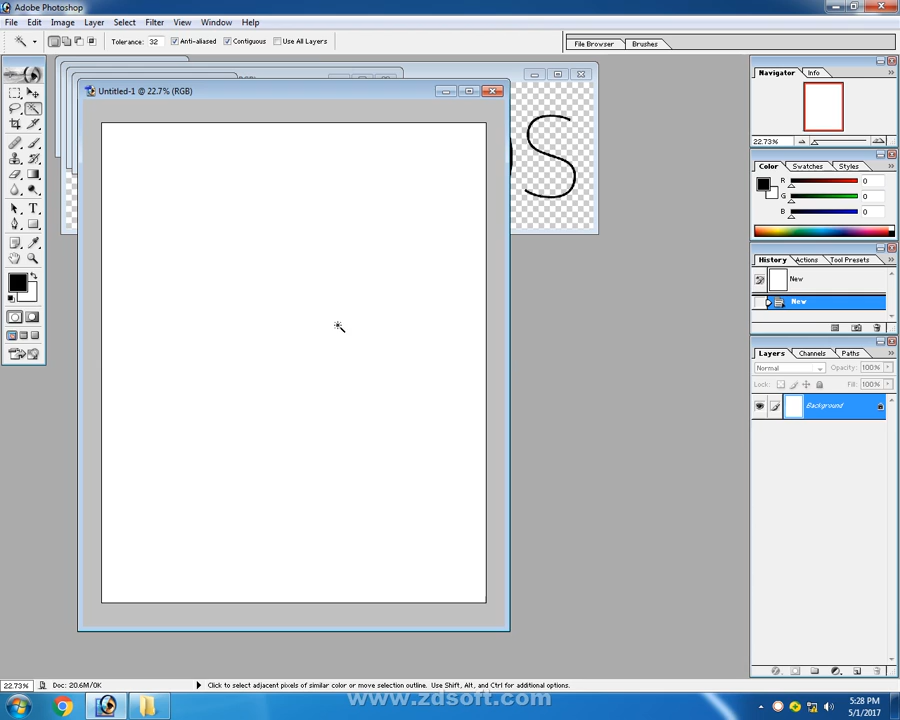 Adobe Photoshop
File Edit Image Layer Select Filter View Window Help
Tolerance: 32 Anti-aliased Contiguous Use All Layers File Browser Brushes
Untitled-1 @ 22.7% (RGB)
S
Navigator Info
22.73%
Color Swatches Styles
R 0
G 0
B 0
History Actions Tool Presets
New
New
Layers Channels Paths
Normal Opacity: 100%
Lock: Fill: 100%
Background
T
22.73% Doc: 20.6M/0K Click to select adjacent pixels of similar color or move selection outline. Use Shift, Alt, and Ctrl for additional options.
www.zdsoft.com
5:28 PM
5/1/2017